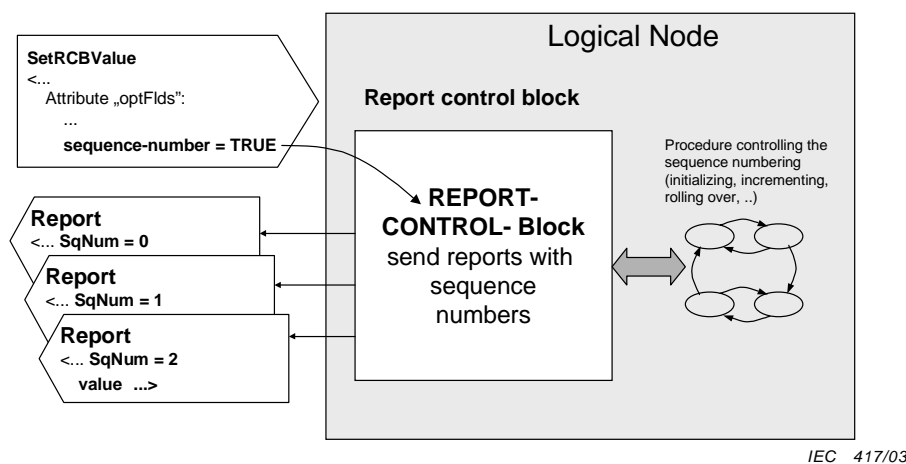 Logical Node
SetRCBValue
<...
Attribute „optFlds”:
...
sequence-number = TRUE
Report control block
REPORT-
CONTROL- Block
send reports with
sequence
numbers
Procedure controlling the
sequence numbering
(initializing, incrementing,
rolling over, ..)
Report
<... SqNum = 0
Report
<... SqNum = 1
Report
<... SqNum = 2
value ...>
IEC 417/03